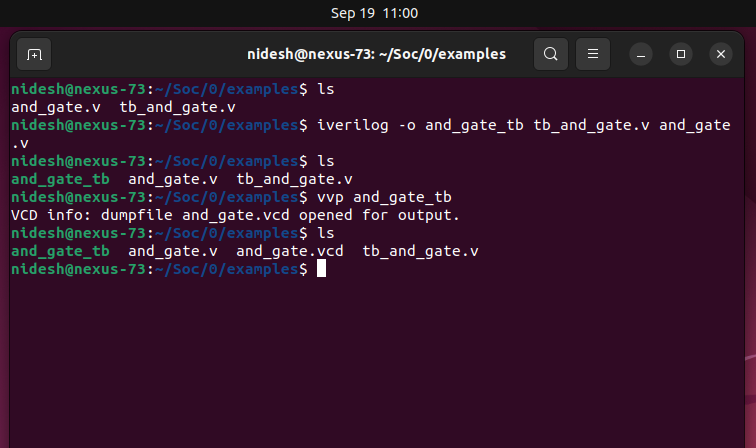 Sep 19 11:00
nidesh@nexus-73: ~/Soc/0/examples
nidesh@nexus-73:~/Soc/0/examples$ ls
and_gate.v  tb_and_gate.v
nidesh@nexus-73:~/Soc/0/examples$ iverilog -o and_gate_tb tb_and_gate.v and_gate
.v
nidesh@nexus-73:~/Soc/0/examples$ ls
and_gate_tb  and_gate.v  tb_and_gate.v
nidesh@nexus-73:~/Soc/0/examples$ vvp and_gate_tb
VCD info: dumpfile and_gate.vcd opened for output.
nidesh@nexus-73:~/Soc/0/examples$ ls
and_gate_tb  and_gate.v  and_gate.vcd  tb_and_gate.v
nidesh@nexus-73:~/Soc/0/examples$